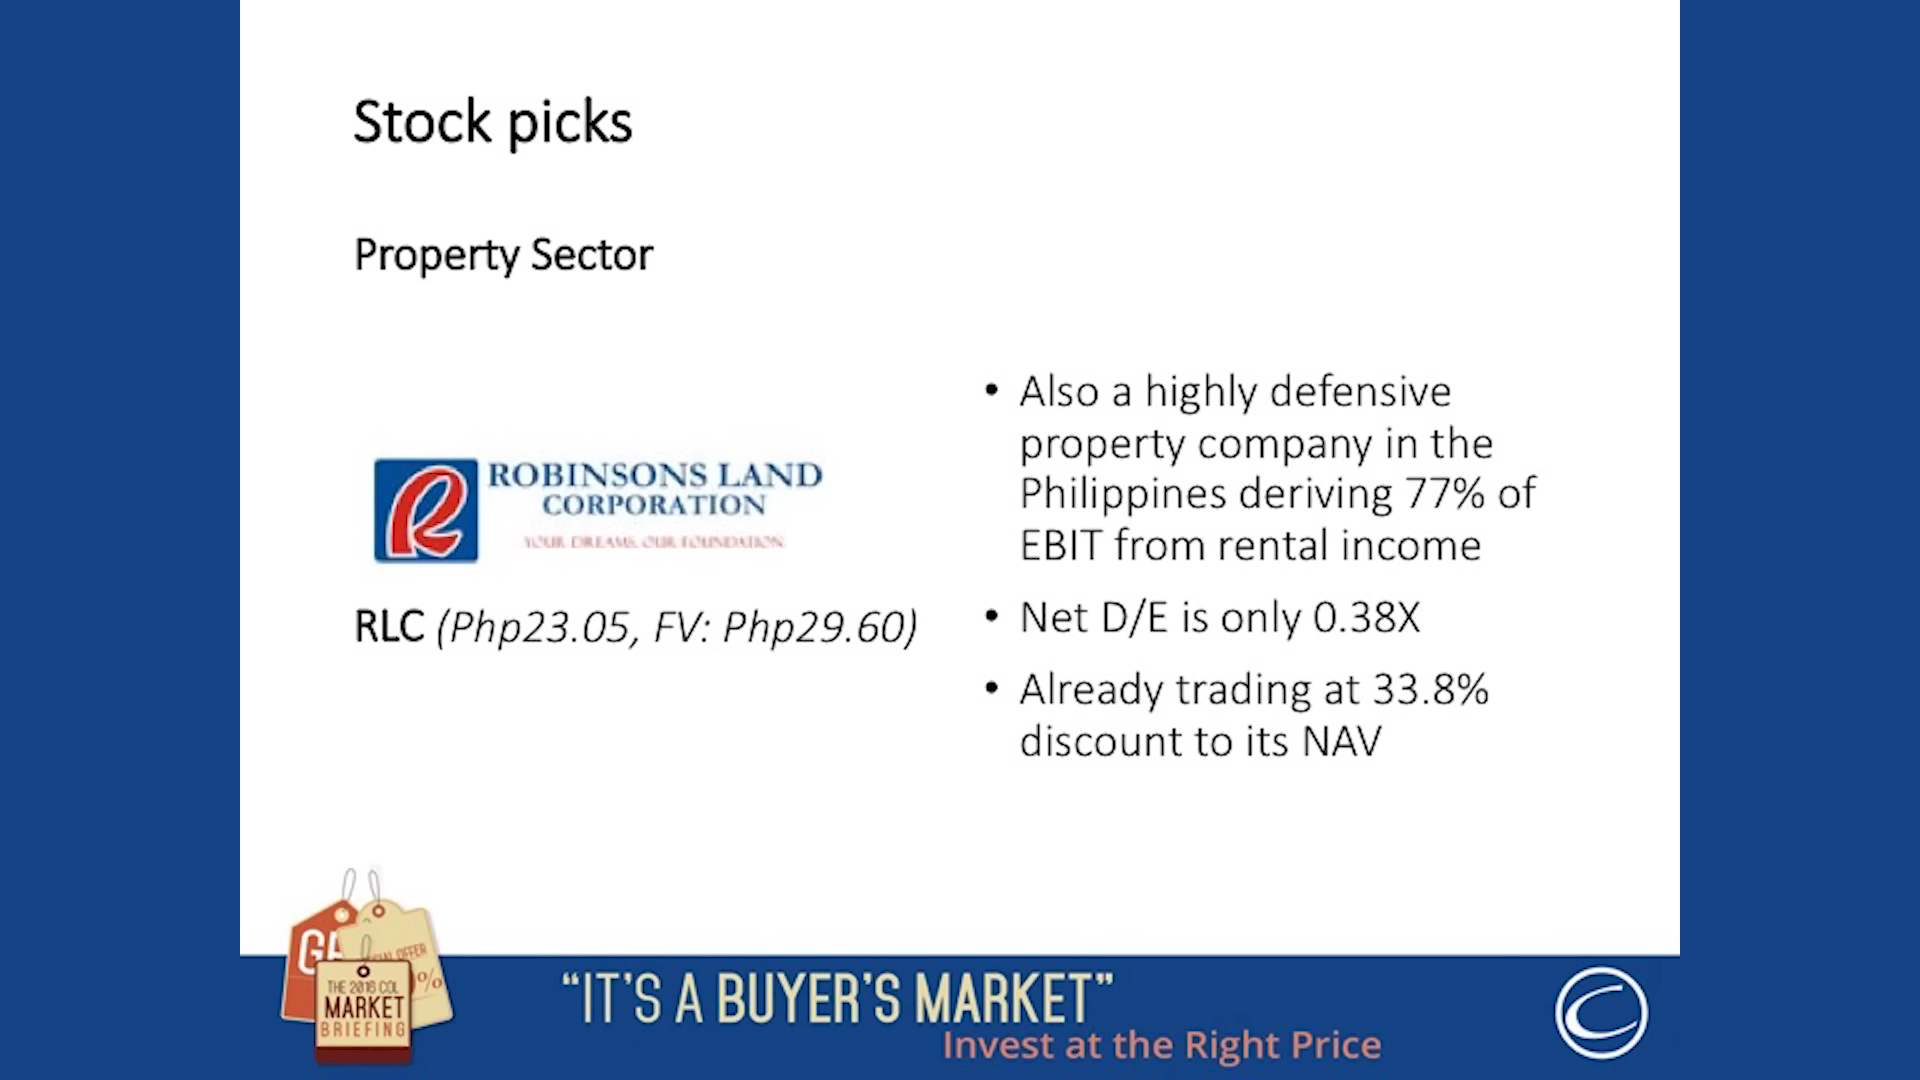 Stock picks
Property Sector
ROBINSONS LAND
CORPORATION
YOUR DREAMS, OUR FOUNDATION.
RLC (Php23.05, FV: Php29.60)
• Also a highly defensive
property company in the
Philippines deriving 77% of
EBIT from rental income
• Net D/E is only 0.38X
• Already trading at 33.8%
discount to its NAV
OFFER
%
THE 2016 COL
MARKET
BRIEFING
“IT’S A BUYER’S MARKET”
Invest at the Right Price